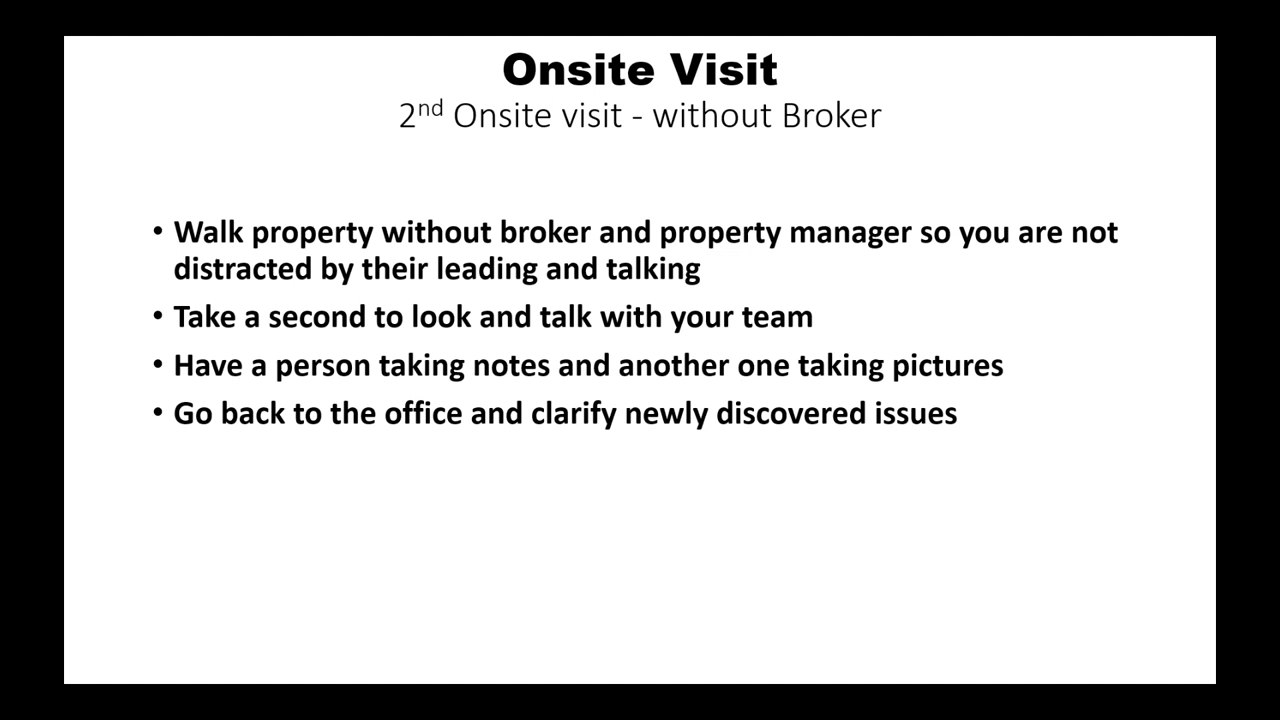 Onsite Visit
2nd Onsite visit - without Broker
• Walk property without broker and property manager so you are not
distracted by their leading and talking
• Take a second to look and talk with your team
• Have a person taking notes and another one taking pictures
• Go back to the office and clarify newly discovered issues